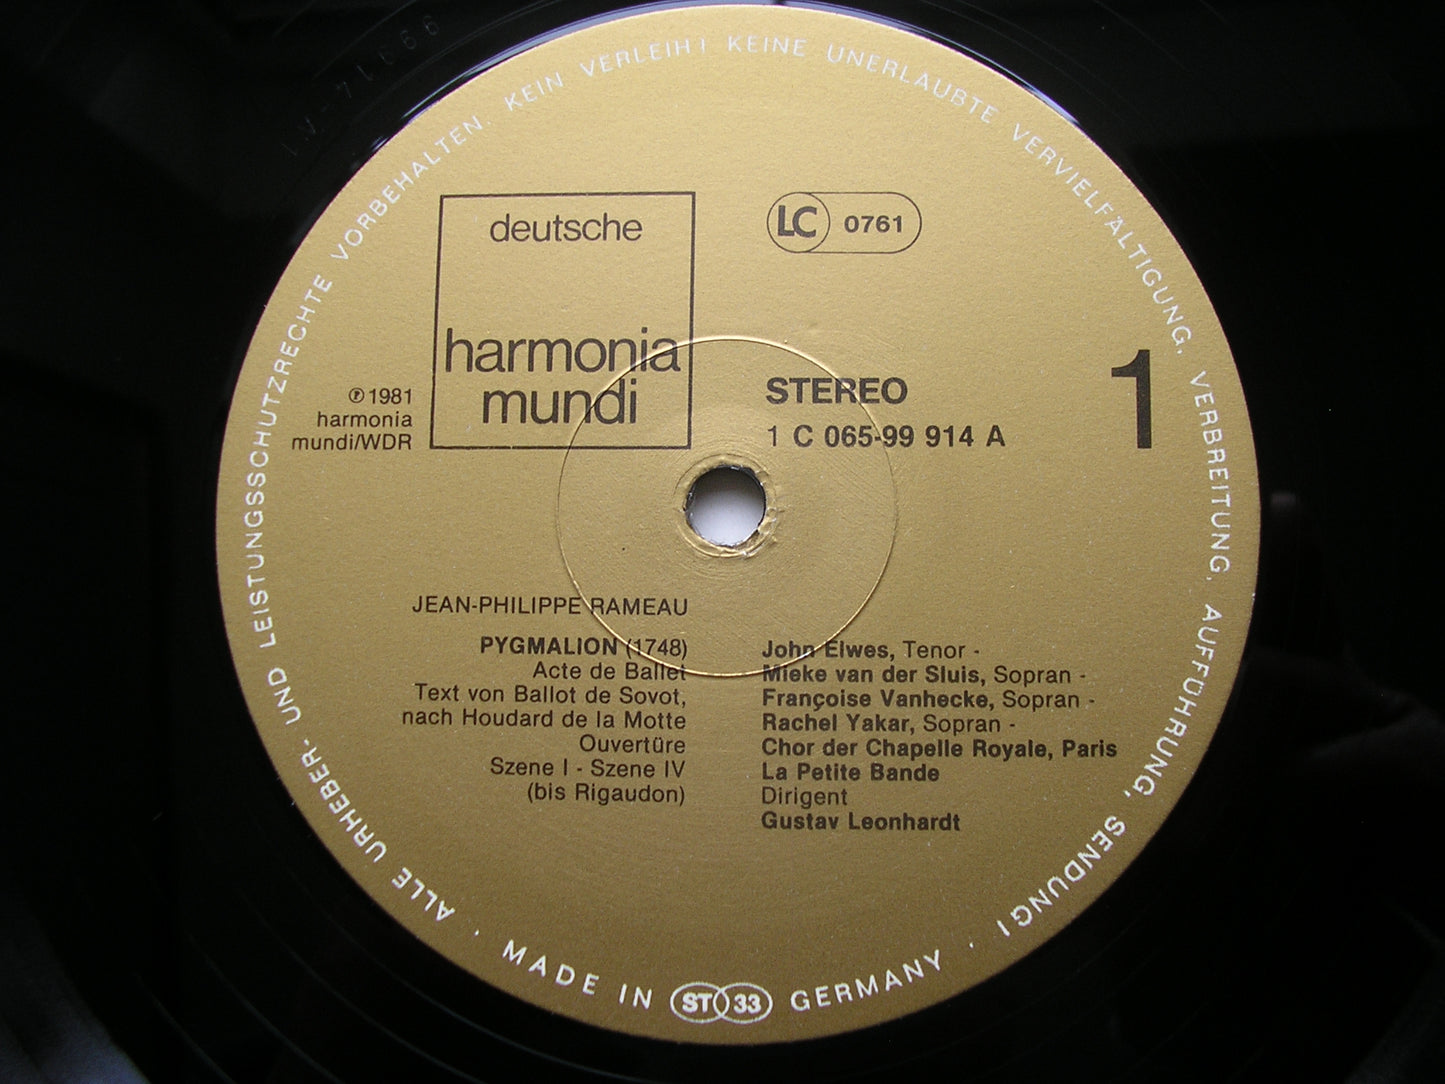 deutsche
harmonia
mundi
LC 0761
℗ 1981
harmonia
mundi/WDR
STEREO
1 C 065-99 914 A
1
JEAN-PHILIPPE RAMEAU
PYGMALION (1748)
Acte de Ballet
Text von Ballot de Sovot,
nach Houdard de la Motte
Ouvertüre
Szene I - Szene IV
(bis Rigaudon)
John Elwes, Tenor -
Mieke van der Sluis, Sopran -
Françoise Vanhecke, Sopran -
Rachel Yakar, Sopran -
Chor der Chapelle Royale, Paris
La Petite Bande
Dirigent
Gustav Leonhardt
ALLE URHEBER- UND LEISTUNGSSCHUTZRECHTE VORBEHALTEN. KEIN VERLEIH! KEINE UNERLAUBTE VERVIELFÄLTIGUNG, VERBREITUNG, AUFFÜHRUNG, SENDUNG!
· MADE IN ST 33 GERMANY ·